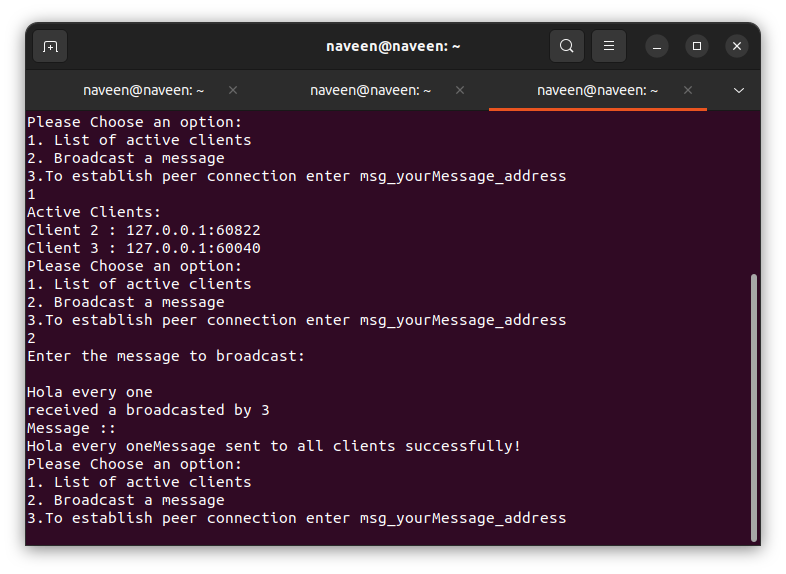 naveen@naveen: ~
naveen@naveen: ~
naveen@naveen: ~
naveen@naveen: ~
Please Choose an option:
1. List of active clients
2. Broadcast a message
3.To establish peer connection enter msg_yourMessage_address
1
Active Clients:
Client 2 : 127.0.0.1:60822
Client 3 : 127.0.0.1:60040
Please Choose an option:
1. List of active clients
2. Broadcast a message
3.To establish peer connection enter msg_yourMessage_address
2
Enter the message to broadcast:
Hola every one
received a broadcasted by 3
Message ::
Hola every oneMessage sent to all clients successfully!
Please Choose an option:
1. List of active clients
2. Broadcast a message
3.To establish peer connection enter msg_yourMessage_address